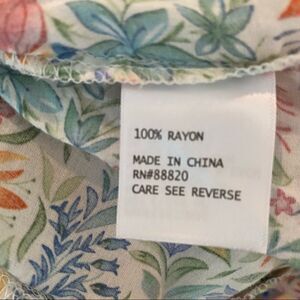 100% RAYON
MADE IN CHINA
RN#88820
CARE SEE REVERSE